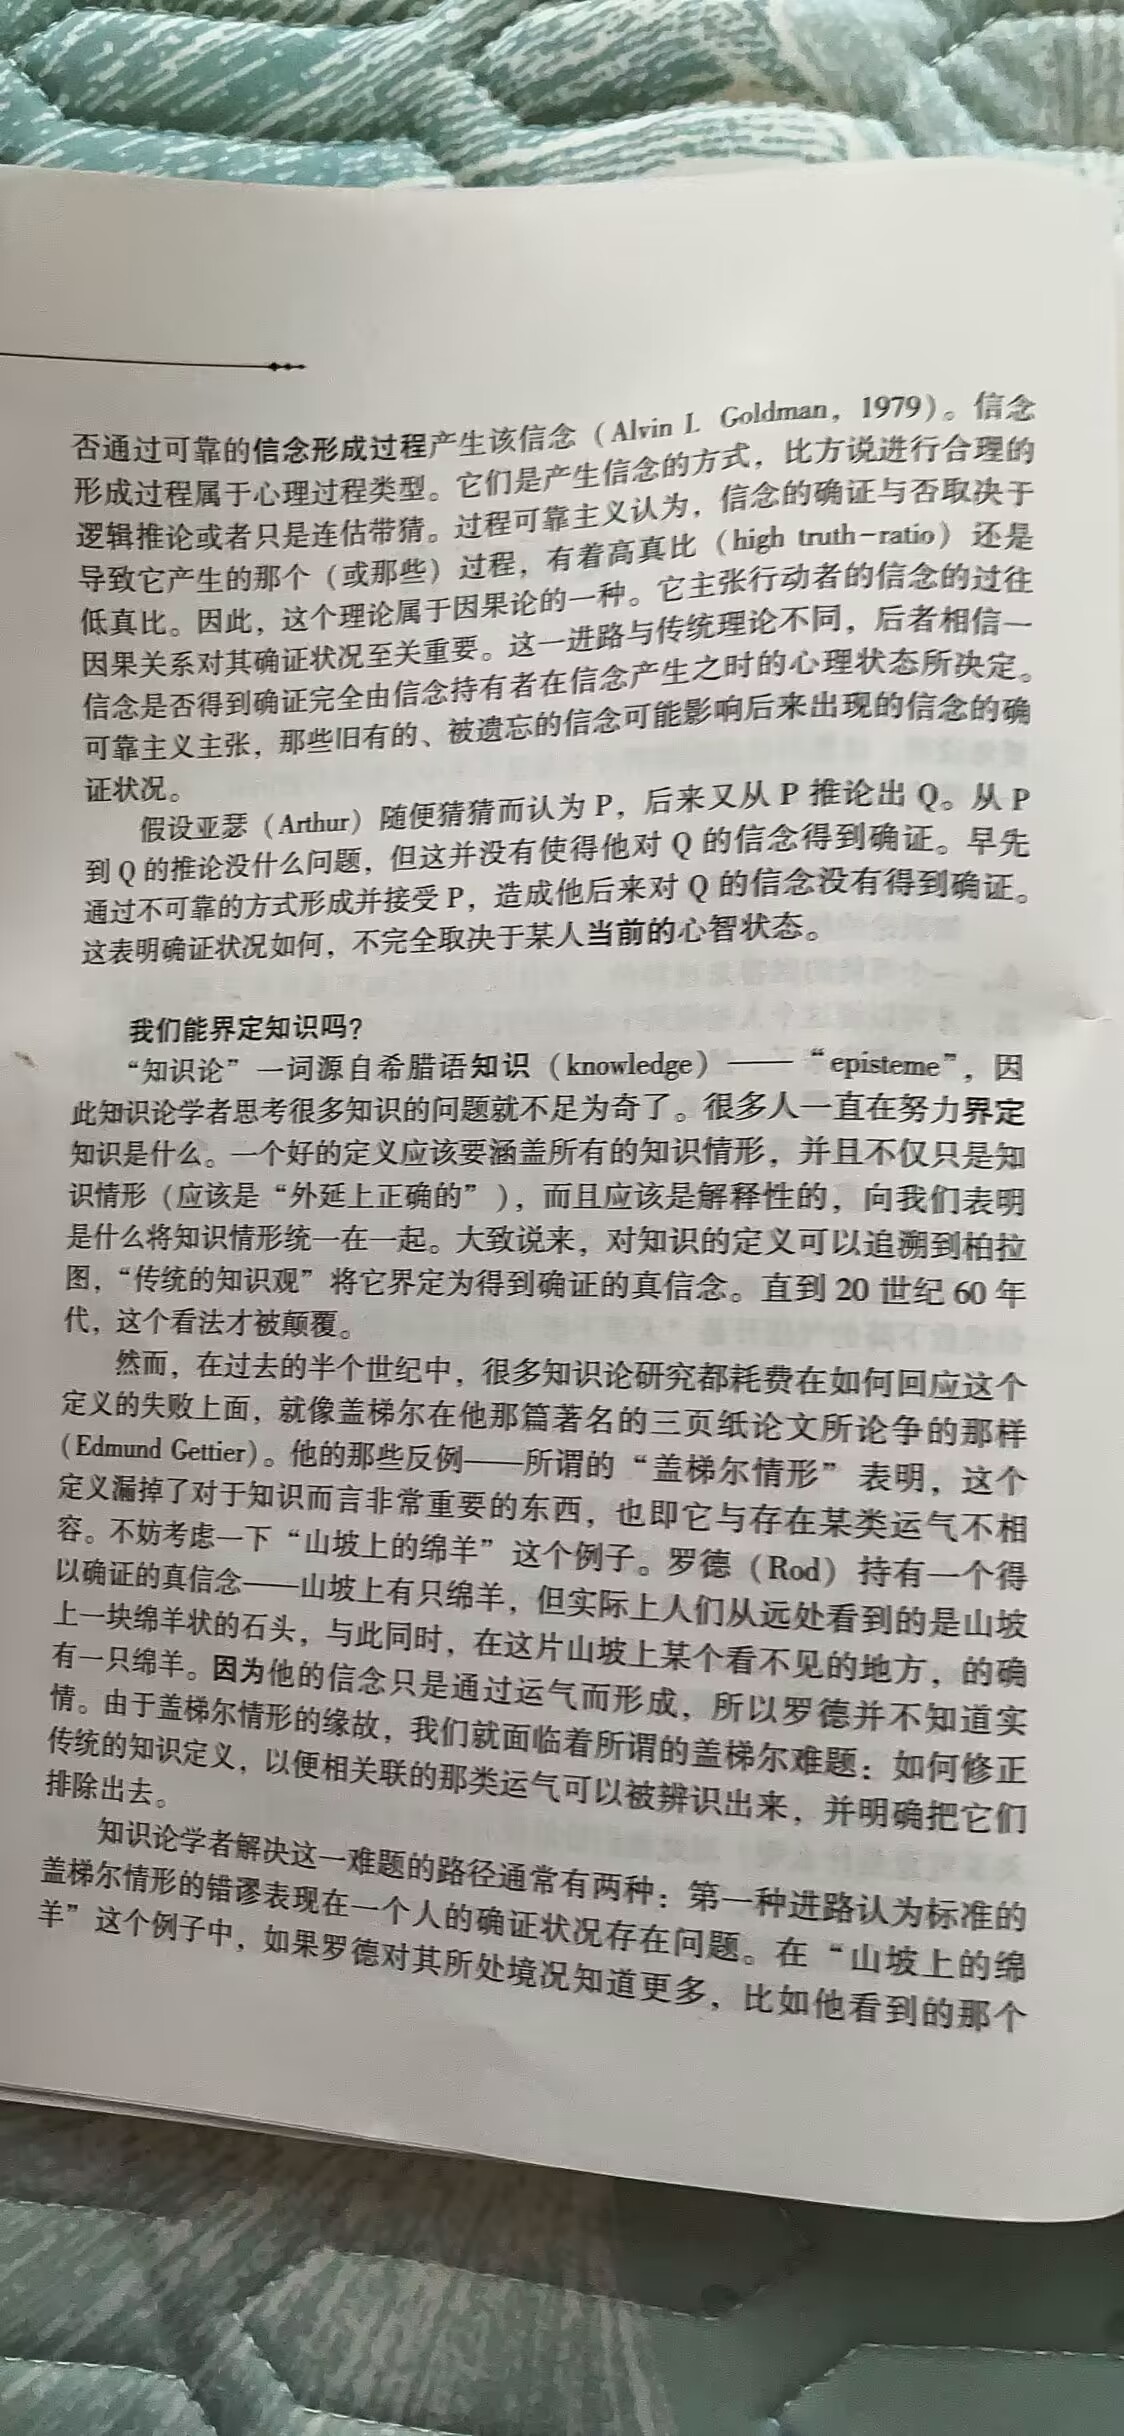 否通过可靠的信念形成过程产生该信念（Alvin I. Goldman，1979）。信念
形成过程属于心理过程类型。它们是产生信念的方式，比方说进行合理的
逻辑推论或者只是连估带猜。过程可靠主义认为，信念的确证与否取决于
导致它产生的那个（或那些）过程，有着高真比（high truth-ratio）还是
低真比。因此，这个理论属于因果论的一种。它主张行动者的信念的过往
因果关系对其确证状况至关重要。这一进路与传统理论不同，后者相信一
信念是否得到确证完全由信念持有者在信念产生之时的心理状态所决定。
可靠主义主张，那些旧有的、被遗忘的信念可能影响后来出现的信念的确
证状况。
假设亚瑟（Arthur）随便猜猜而认为 P，后来又从 P 推论出 Q。从 P
到 Q 的推论没什么问题，但这并没有使得他对 Q 的信念得到确证。早先
通过不可靠的方式形成并接受 P，造成他后来对 Q 的信念没有得到确证。
这表明确证状况如何，不完全取决于某人当前的心智状态。
我们能界定知识吗？
“知识论”一词源自希腊语知识（knowledge）——“episteme”，因
此知识论学者思考很多知识的问题就不足为奇了。很多人一直在努力界定
知识是什么。一个好的定义应该要涵盖所有的知识情形，并且不仅只是知
识情形（应该是“外延上正确的”），而且应该是解释性的，向我们表明
是什么将知识情形统一在一起。大致说来，对知识的定义可以追溯到柏拉
图，“传统的知识观”将它界定为得到确证的真信念。直到 20 世纪 60 年
代，这个看法才被颠覆。
然而，在过去的半个世纪中，很多知识论研究都耗费在如何回应这个
定义的失败上面，就像盖梯尔在他那篇著名的三页纸论文所论争的那样
（Edmund Gettier）。他的那些反例——所谓的“盖梯尔情形”表明，这个
定义漏掉了对于知识而言非常重要的东西，也即它与存在某类运气不相
容。不妨考虑一下“山坡上的绵羊”这个例子。罗德（Rod）持有一个得
以确证的真信念——山坡上有只绵羊，但实际上人们从远处看到的是山坡
上一块绵羊状的石头，与此同时，在这片山坡上某个看不见的地方，的确
有一只绵羊。因为他的信念只是通过运气而形成，所以罗德并不知道实
情。由于盖梯尔情形的缘故，我们就面临着所谓的盖梯尔难题：如何修正
传统的知识定义，以便相关联的那类运气可以被辨识出来，并明确把它们
排除出去。
知识论学者解决这一难题的路径通常有两种：第一种进路认为标准的
盖梯尔情形的错谬表现在一个人的确证状况存在问题。在“山坡上的绵
羊”这个例子中，如果罗德对其所处境况知道更多，比如他看到的那个